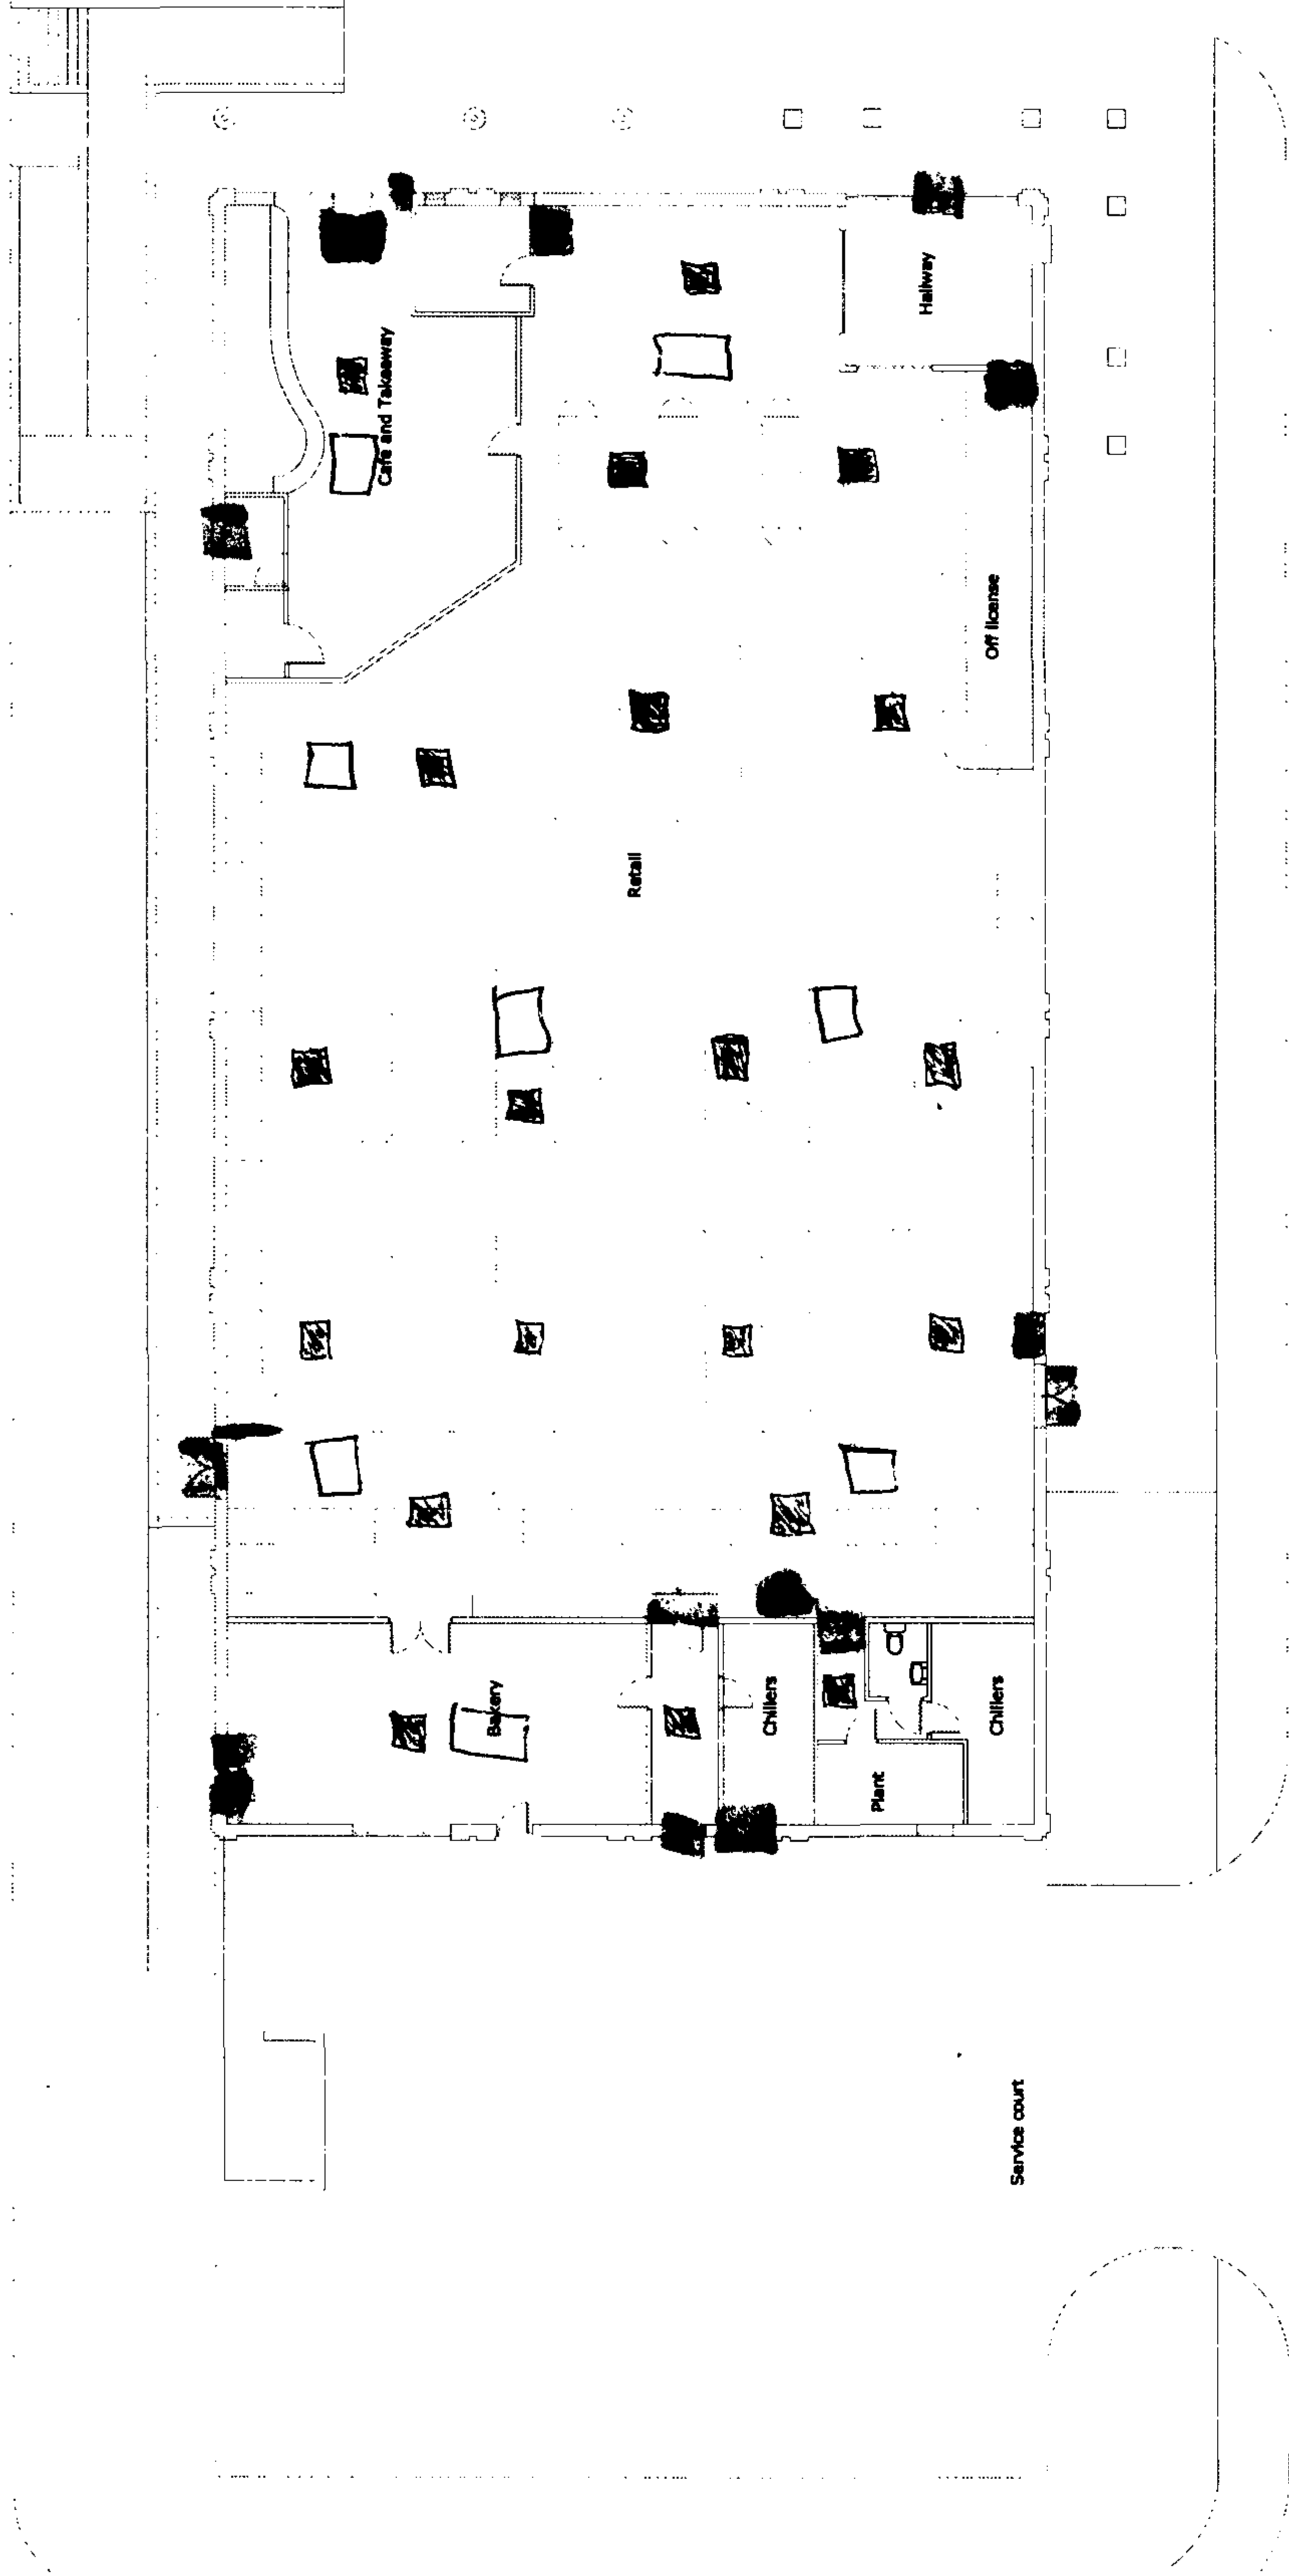 Hallway
Cafe and Takeaway
Off license
Retail
Bakery
Chillers
Chillers
Plant
Service court